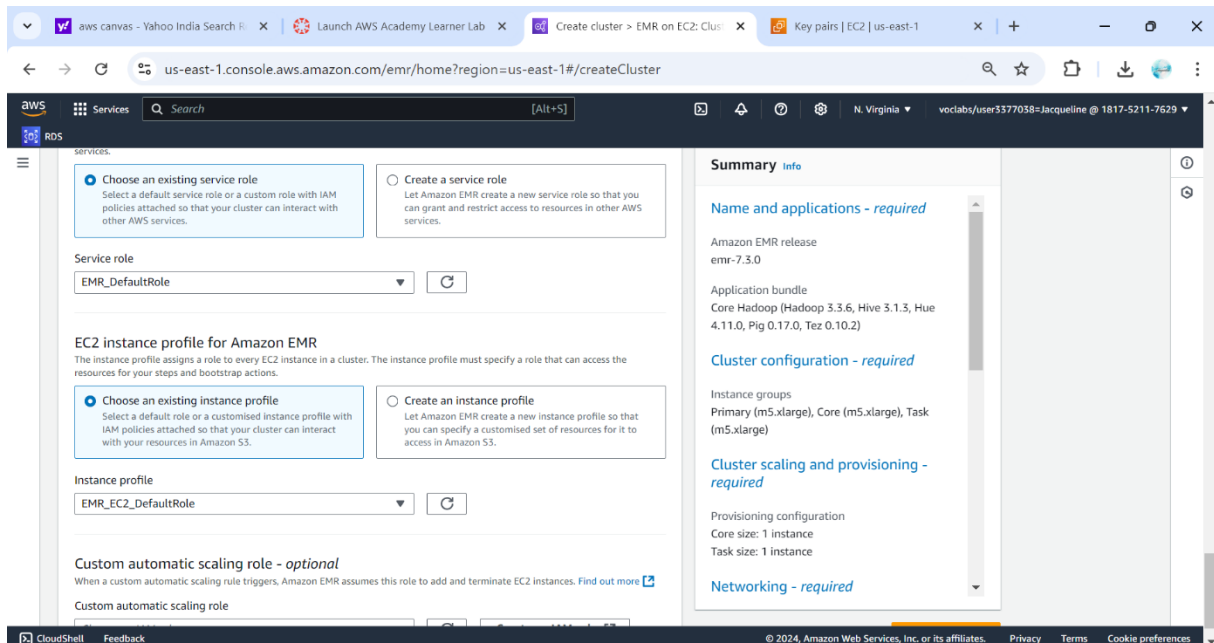 aws canvas - Yahoo India Search R
Launch AWS Academy Learner Lab
Create cluster > EMR on EC2: Clus
Key pairs | EC2 | us-east-1
us-east-1.console.aws.amazon.com/emr/home?region=us-east-1#/createCluster
aws
Services
Search
[Alt+S]
N. Virginia
voclabs/user3377038=Jacqueline @ 1817-5211-7629
RDS
services.
Choose an existing service role
Select a default service role or a custom role with IAM
policies attached so that your cluster can interact with
other AWS services.
Create a service role
Let Amazon EMR create a new service role so that you
can grant and restrict access to resources in other AWS
services.
Service role
EMR_DefaultRole
EC2 instance profile for Amazon EMR
The instance profile assigns a role to every EC2 instance in a cluster. The instance profile must specify a role that can access the
resources for your steps and bootstrap actions.
Choose an existing instance profile
Select a default role or a customised instance profile with
IAM policies attached so that your cluster can interact
with your resources in Amazon S3.
Create an instance profile
Let Amazon EMR create a new instance profile so that
you can specify a customised set of resources for it to
access in Amazon S3.
Instance profile
EMR_EC2_DefaultRole
Custom automatic scaling role - optional
When a custom automatic scaling rule triggers, Amazon EMR assumes this role to add and terminate EC2 instances. Find out more
Custom automatic scaling role
Summary Info
Name and applications - required
Amazon EMR release
emr-7.3.0
Application bundle
Core Hadoop (Hadoop 3.3.6, Hive 3.1.3, Hue
4.11.0, Pig 0.17.0, Tez 0.10.2)
Cluster configuration - required
Instance groups
Primary (m5.xlarge), Core (m5.xlarge), Task
(m5.xlarge)
Cluster scaling and provisioning -
required
Provisioning configuration
Core size: 1 instance
Task size: 1 instance
Networking - required
CloudShell
Feedback
© 2024, Amazon Web Services, Inc. or its affiliates.
Privacy
Terms
Cookie preferences